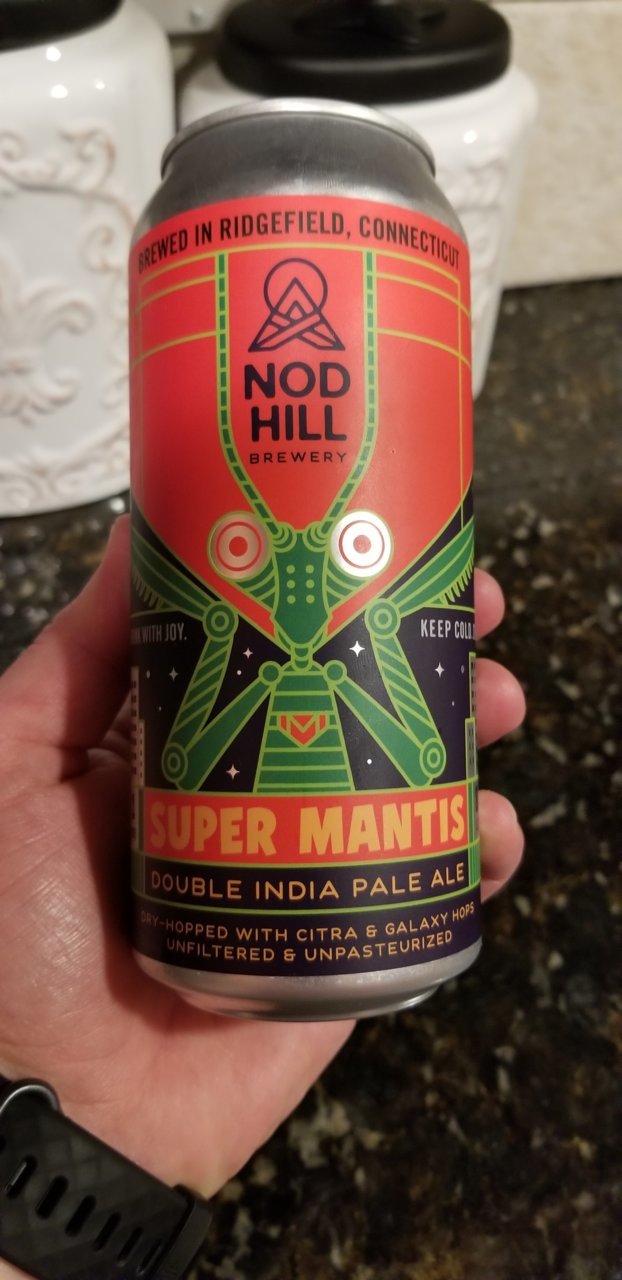 BREWED IN RIDGEFIELD, CONNECTICUT
NOD
HILL
BREWERY
WITH JOY.
KEEP COLD.
SUPER MANTIS
DOUBLE INDIA PALE ALE
DRY-HOPPED WITH CITRA & GALAXY HOPS
UNFILTERED & UNPASTEURIZED